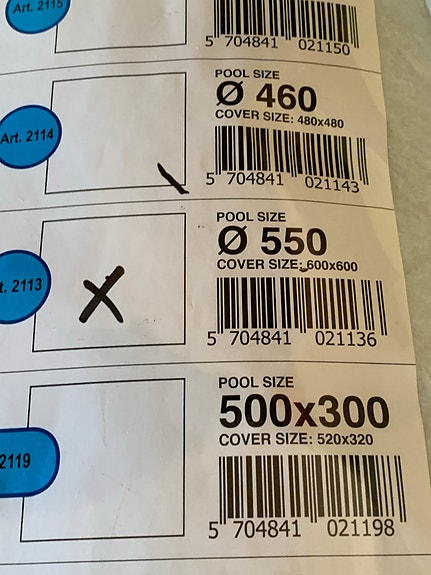 Art. 2115
5 704841 021150
Art. 2114
POOL SIZE
Ø 460
COVER SIZE: 480x480
5 704841 021143
t. 2113
X
POOL SIZE
Ø 550
COVER SIZE: 600x600
5 704841 021136
2119
POOL SIZE
500x300
COVER SIZE: 520x320
5 704841 021198